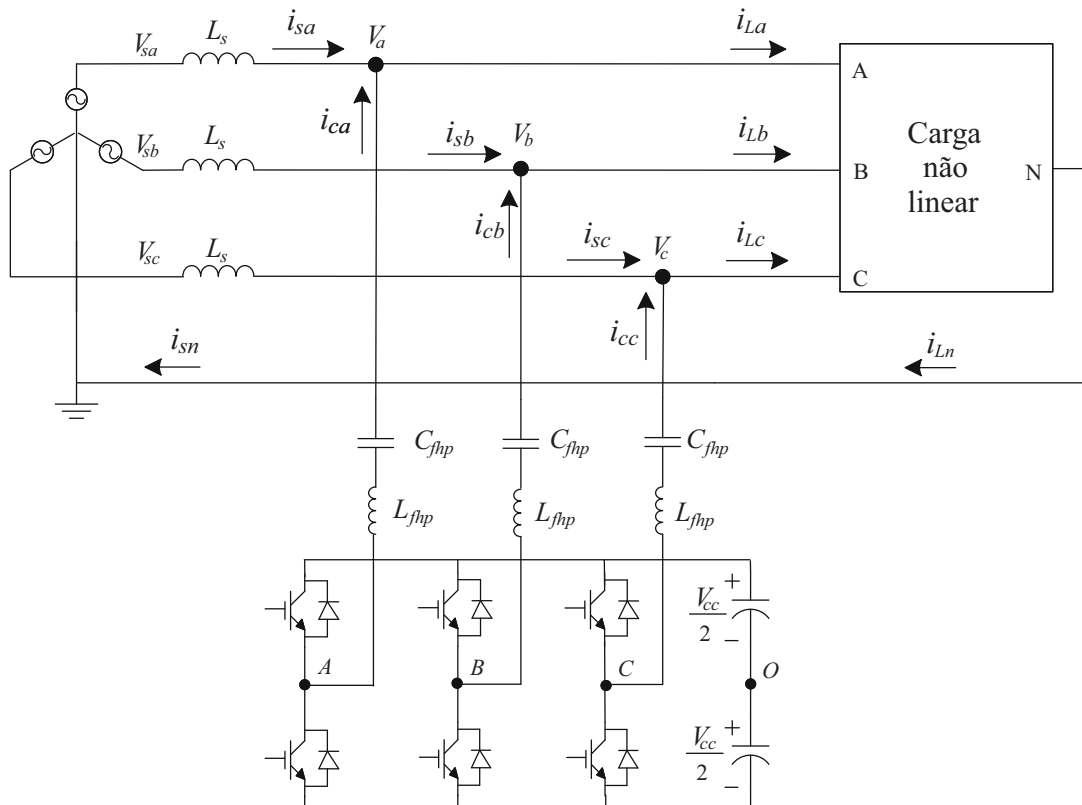 V_sa L_s i_sa V_a i_La
A
i_ca
V_sb L_s i_sb V_b i_Lb
B Carga não linear N
i_cb
V_sc L_s i_sc V_c i_Lc
C
i_cc
i_sn i_Ln
C_fhp C_fhp C_fhp
L_fhp L_fhp L_fhp
+
V_cc/2
−
A B C O
+
V_cc/2
−